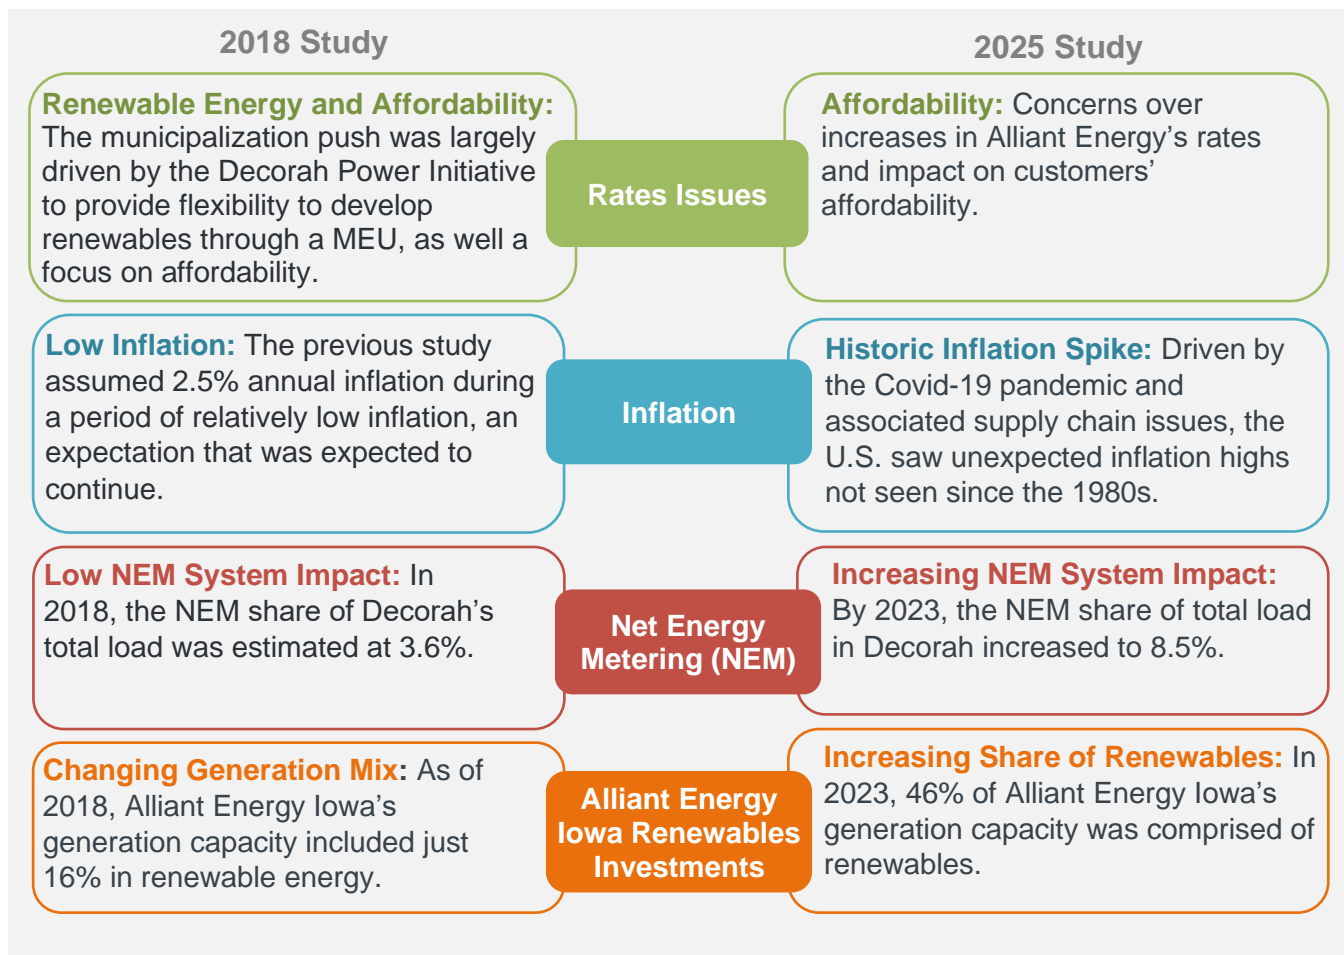 2018 Study
2025 Study
Renewable Energy and Affordability:
The municipalization push was largely
driven by the Decorah Power Initiative
to provide flexibility to develop
renewables through a MEU, as well a
focus on affordability.
Rates Issues
Affordability: Concerns over
increases in Alliant Energy’s rates
and impact on customers’
affordability.
Low Inflation: The previous study
assumed 2.5% annual inflation during
a period of relatively low inflation, an
expectation that was expected to
continue.
Inflation
Historic Inflation Spike: Driven by
the Covid-19 pandemic and
associated supply chain issues, the
U.S. saw unexpected inflation highs
not seen since the 1980s.
Low NEM System Impact: In
2018, the NEM share of Decorah’s
total load was estimated at 3.6%.
Net Energy
Metering (NEM)
Increasing NEM System Impact:
By 2023, the NEM share of total load
in Decorah increased to 8.5%.
Changing Generation Mix: As of
2018, Alliant Energy Iowa’s
generation capacity included just
16% in renewable energy.
Alliant Energy
Iowa Renewables
Investments
Increasing Share of Renewables: In
2023, 46% of Alliant Energy Iowa’s
generation capacity was comprised of
renewables.